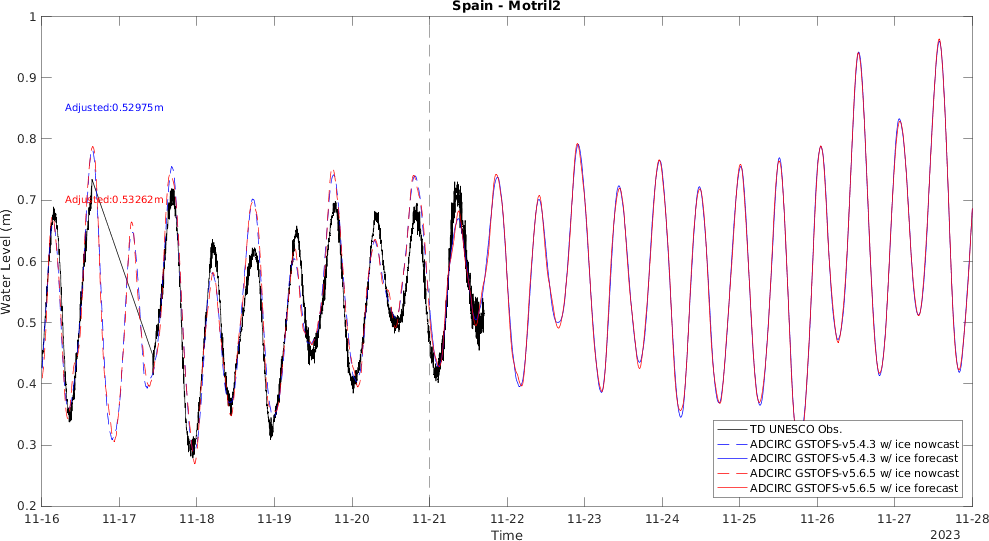 Spain - Motril2
1
0.9
0.8
0.7
0.6
0.5
0.4
0.3
0.2
Water Level (m)
Adjusted:0.52975m
Adjusted:0.53262m
TD UNESCO Obs.
ADCIRC GSTOFS-v5.4.3 w/ ice nowcast
ADCIRC GSTOFS-v5.4.3 w/ ice forecast
ADCIRC GSTOFS-v5.6.5 w/ ice nowcast
ADCIRC GSTOFS-v5.6.5 w/ ice forecast
11-16 11-17 11-18 11-19 11-20 11-21 11-22 11-23 11-24 11-25 11-26 11-27 11-28
Time
2023